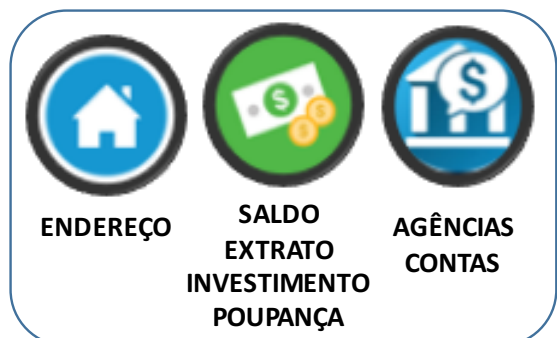 $
$
$
$
ENDEREÇO
SALDO
EXTRATO
INVESTIMENTO
POUPANÇA
AGÊNCIAS
CONTAS